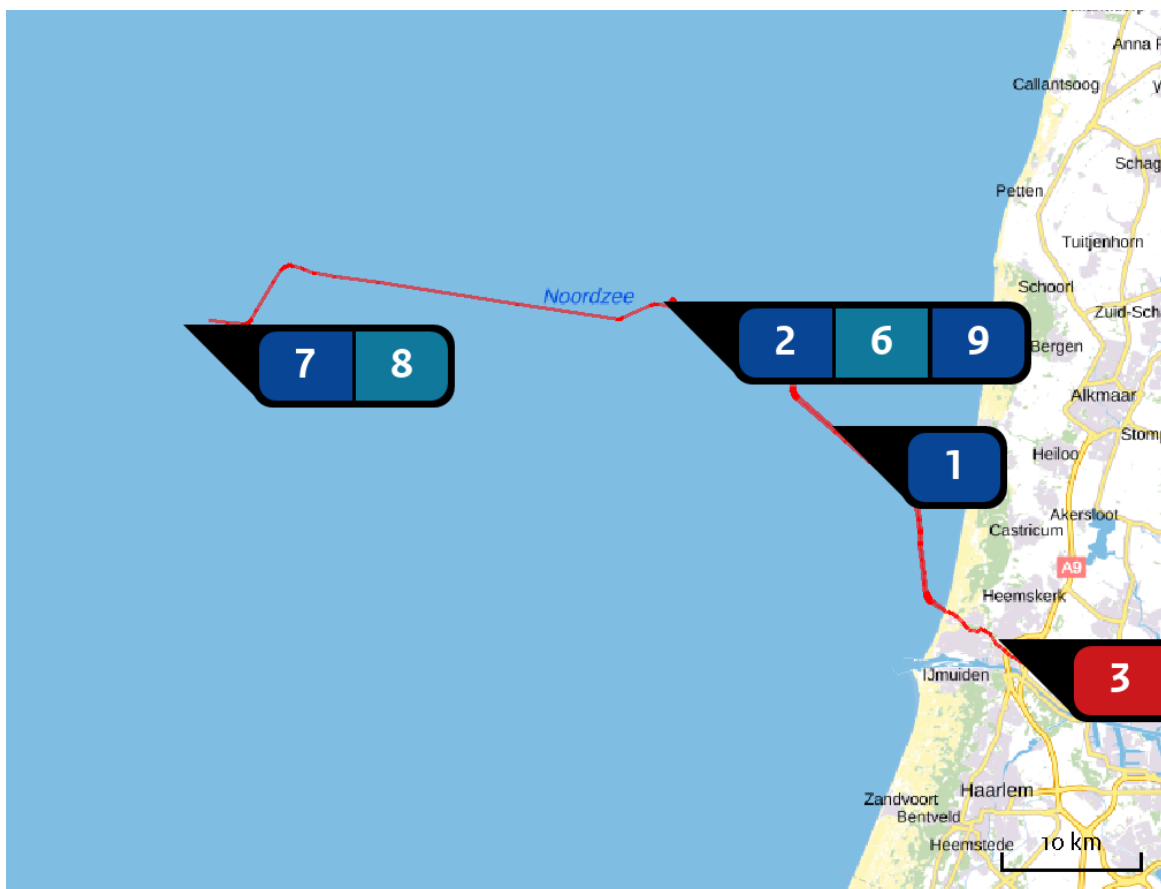 Anna P
Callantsoog
Schag
Petten
Tuitjenhorn
Schoorl
Noordzee
Zuid-Sch
2 6 9
Bergen
7 8
Alkmaar
Stomp
Heiloo
1
Akersloot
Castricum
A9
Heemskerk
IJmuiden
3
Haarlem
Zandvoort
Bentveld
Heemstede
10 km